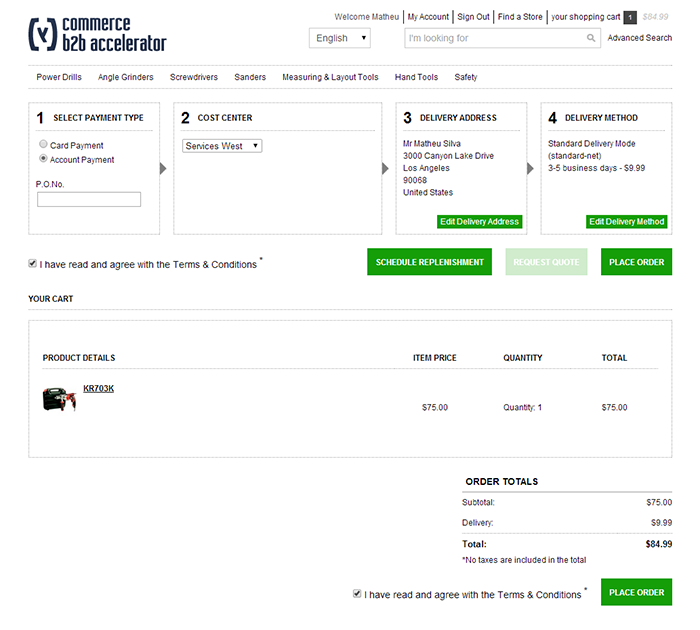 commerce
b2b accelerator
Welcome Matheu My Account Sign Out Find a Store your shopping cart 1 $84.99
English I'm looking for Advanced Search
Power Drills Angle Grinders Screwdrivers Sanders Measuring & Layout Tools Hand Tools Safety
1 SELECT PAYMENT TYPE
Card Payment
Account Payment
P.O.No.
2 COST CENTER
Services West
3 DELIVERY ADDRESS
Mr Matheu Silva
3000 Canyon Lake Drive
Los Angeles
90068
United States
Edit Delivery Address
4 DELIVERY METHOD
Standard Delivery Mode
(standard-net)
3-5 business days - $9.99
Edit Delivery Method
I have read and agree with the Terms & Conditions *
SCHEDULE REPLENISHMENT REQUEST QUOTE PLACE ORDER
YOUR CART
PRODUCT DETAILS ITEM PRICE QUANTITY TOTAL
KR703K
$75.00 Quantity: 1 $75.00
ORDER TOTALS
Subtotal: $75.00
Delivery: $9.99
Total: $84.99
*No taxes are included in the total
I have read and agree with the Terms & Conditions * PLACE ORDER